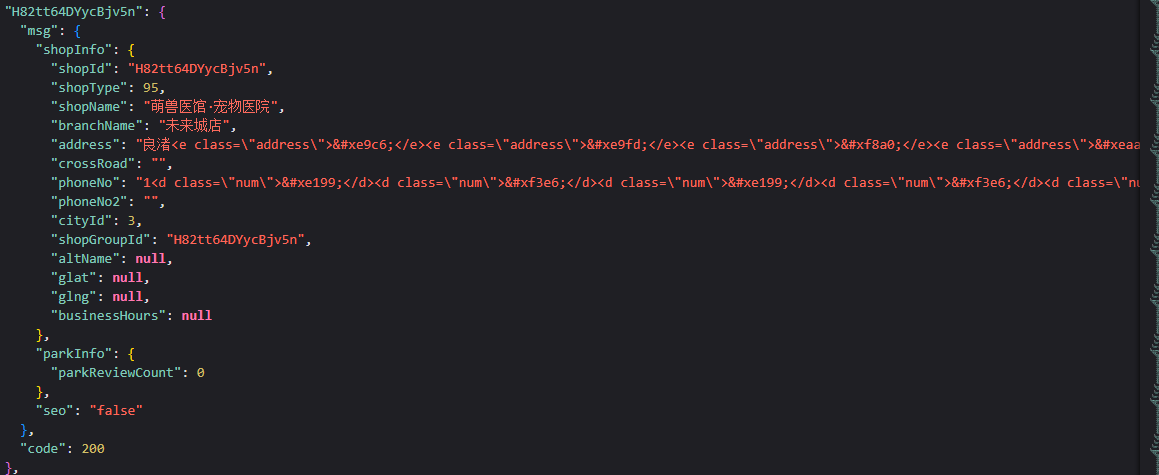 "H82tt64DYycBjv5n": {
"msg": {
"shopInfo": {
"shopId": "H82tt64DYycBjv5n",
"shopType": 95,
"shopName": "萌兽医馆·宠物医院",
"branchName": "未来城店",
"address": "良渚<e class=\"address\">&#xe9c6;</e><e class=\"address\">&#xe9fd;</e><e class=\"address\">&#xf8a0;</e><e class=\"address\">&#xeaa
"crossRoad": "",
"phoneNo": "1<d class=\"num\">&#xe199;</d><d class=\"num\">&#xf3e6;</d><d class=\"num\">&#xe199;</d><d class=\"num\">&#xf3e6;</d><d class=\"nu
"phoneNo2": "",
"cityId": 3,
"shopGroupId": "H82tt64DYycBjv5n",
"altName": null,
"glat": null,
"glng": null,
"businessHours": null
},
"parkInfo": {
"parkReviewCount": 0
},
"seo": "false"
},
"code": 200
},